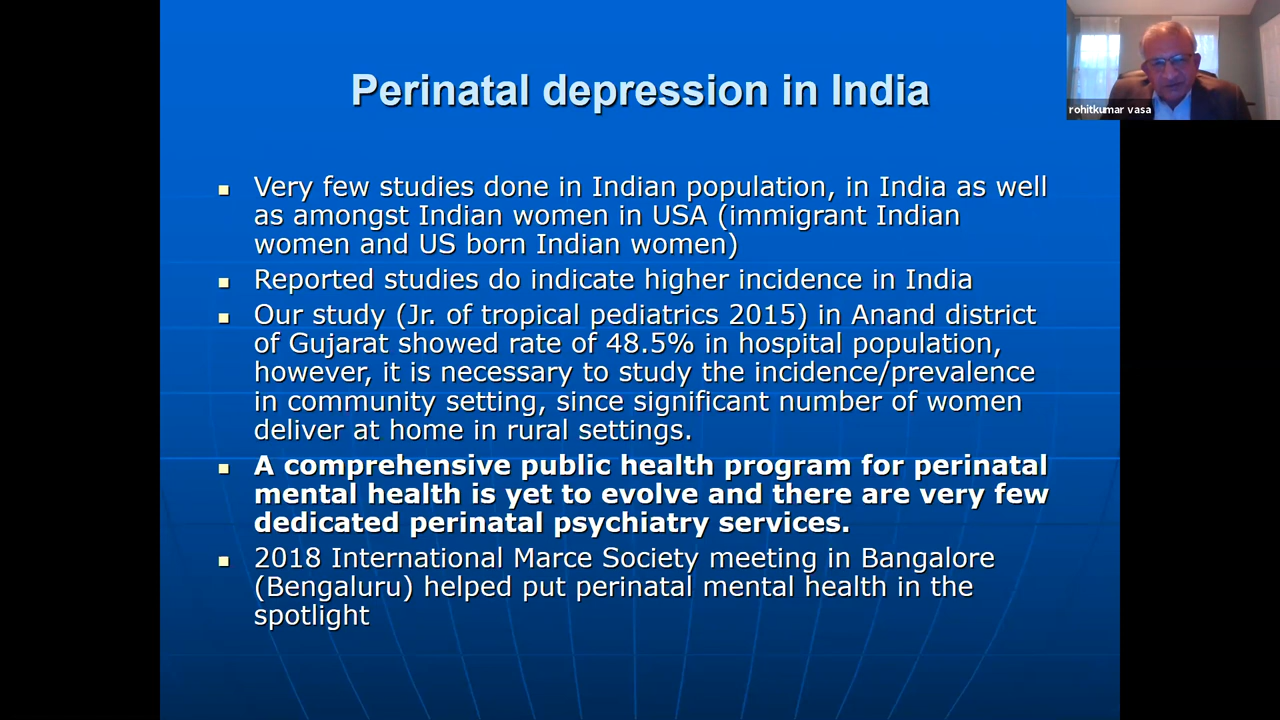 Perinatal depression in India
rohitkumar vasa
Very few studies done in Indian population, in India as well
as amongst Indian women in USA (immigrant Indian
women and US born Indian women)
Reported studies do indicate higher incidence in India
Our study (Jr. of tropical pediatrics 2015) in Anand district
of Gujarat showed rate of 48.5% in hospital population,
however, it is necessary to study the incidence/prevalence
in community setting, since significant number of women
deliver at home in rural settings.
A comprehensive public health program for perinatal
mental health is yet to evolve and there are very few
dedicated perinatal psychiatry services.
2018 International Marce Society meeting in Bangalore
(Bengaluru) helped put perinatal mental health in the
spotlight